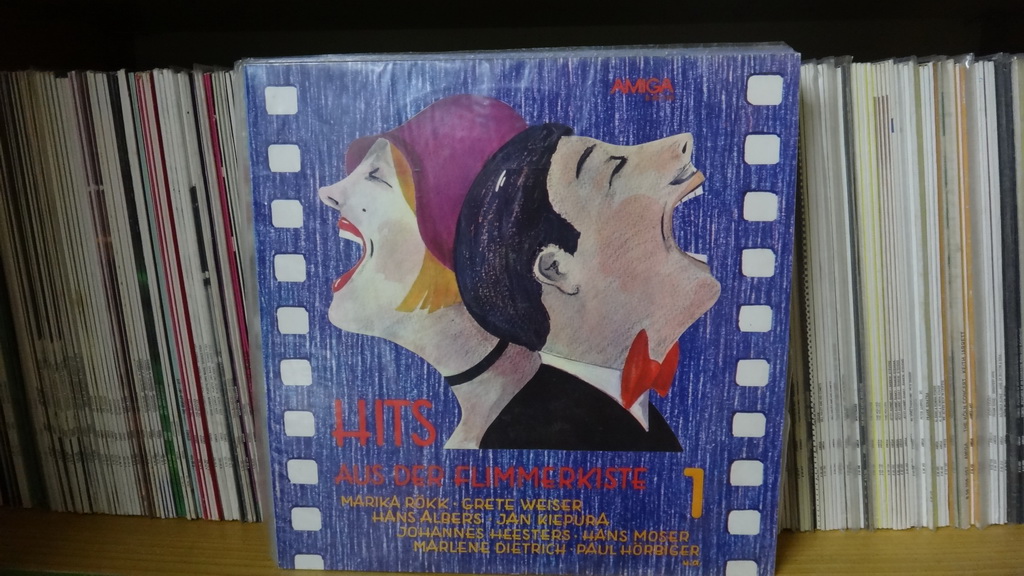 AMIGA
HITS
AUS DER FLIMMERKISTE
1
MARIKA RÖKK · GRETE WEISER
HANS ALBERS · JAN KIEPURA
JOHANNES HEESTERS · HANS MOSER
MARLENE DIETRICH · PAUL HÖRBIGER
u.a.